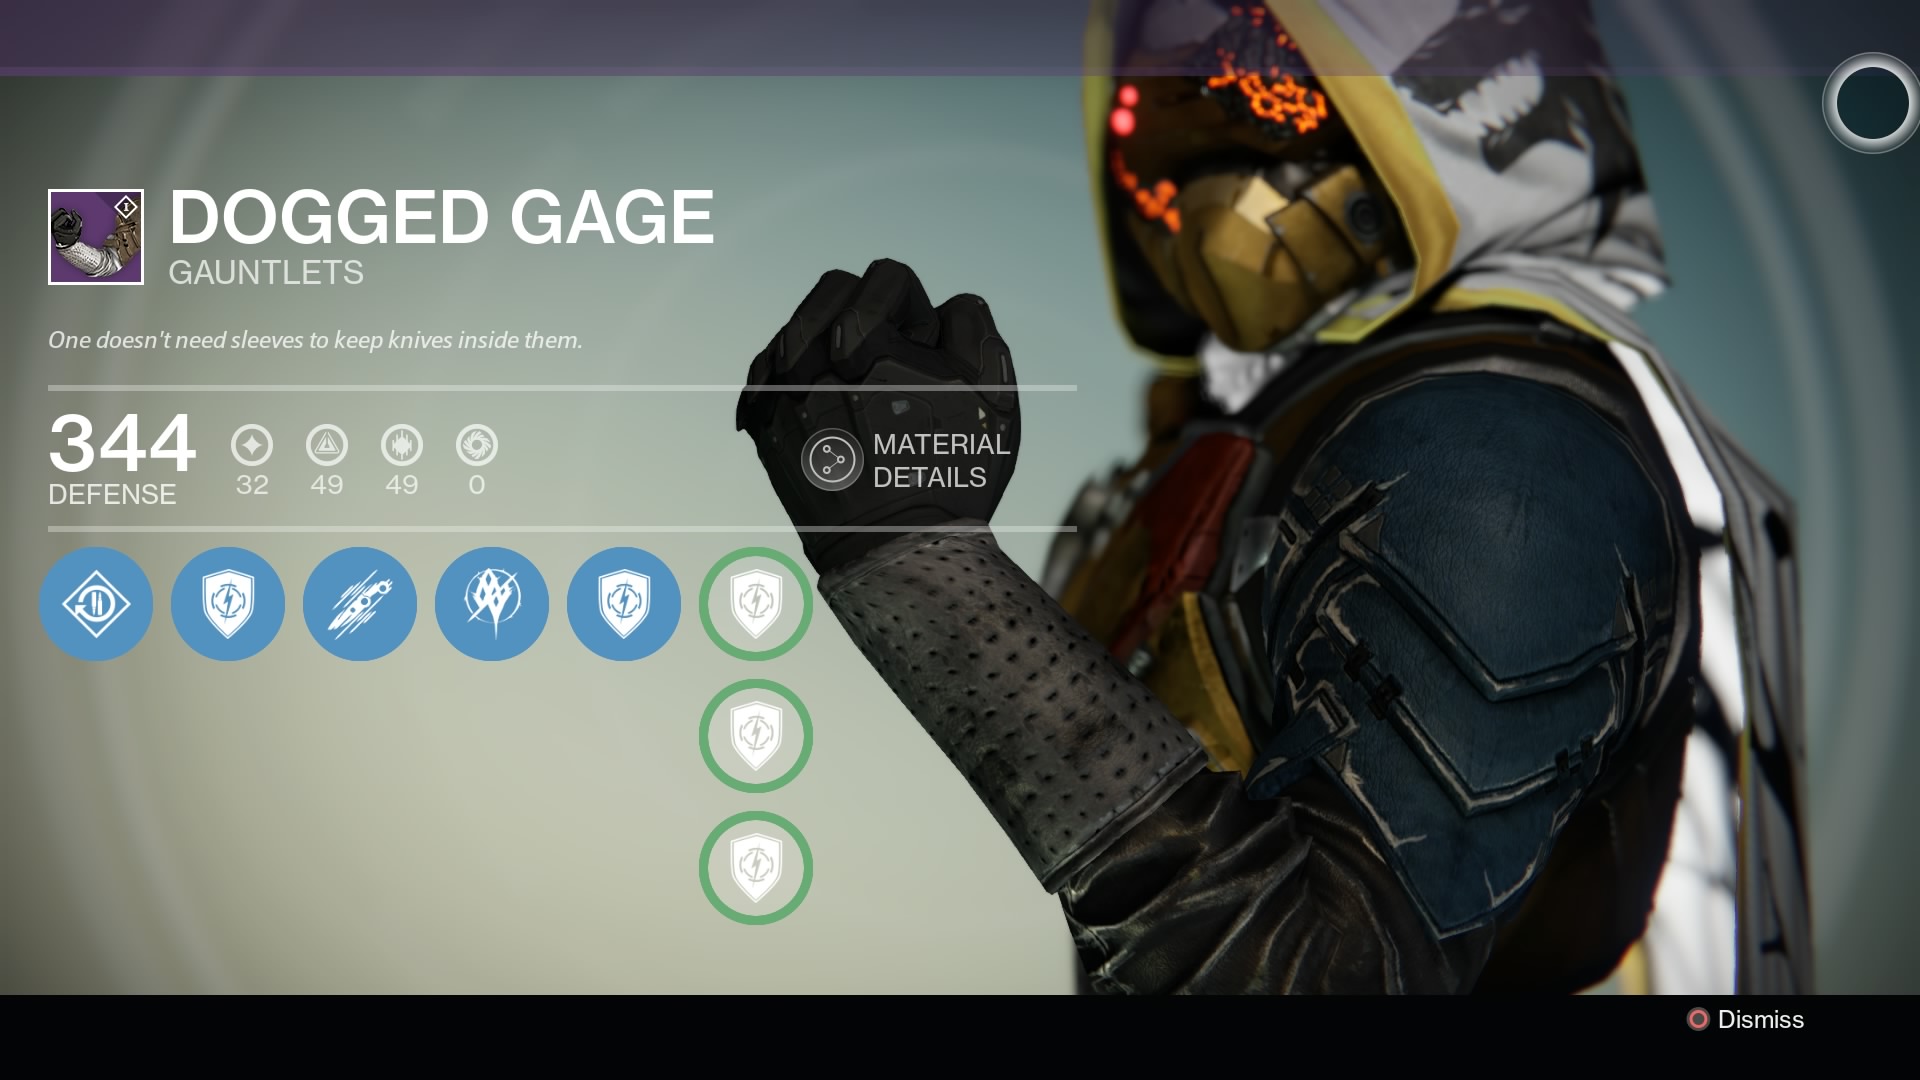 DOGGED GAGE
GAUNTLETS
One doesn't need sleeves to keep knives inside them.
344
DEFENSE
32 49 49 0
MATERIAL
DETAILS
Dismiss